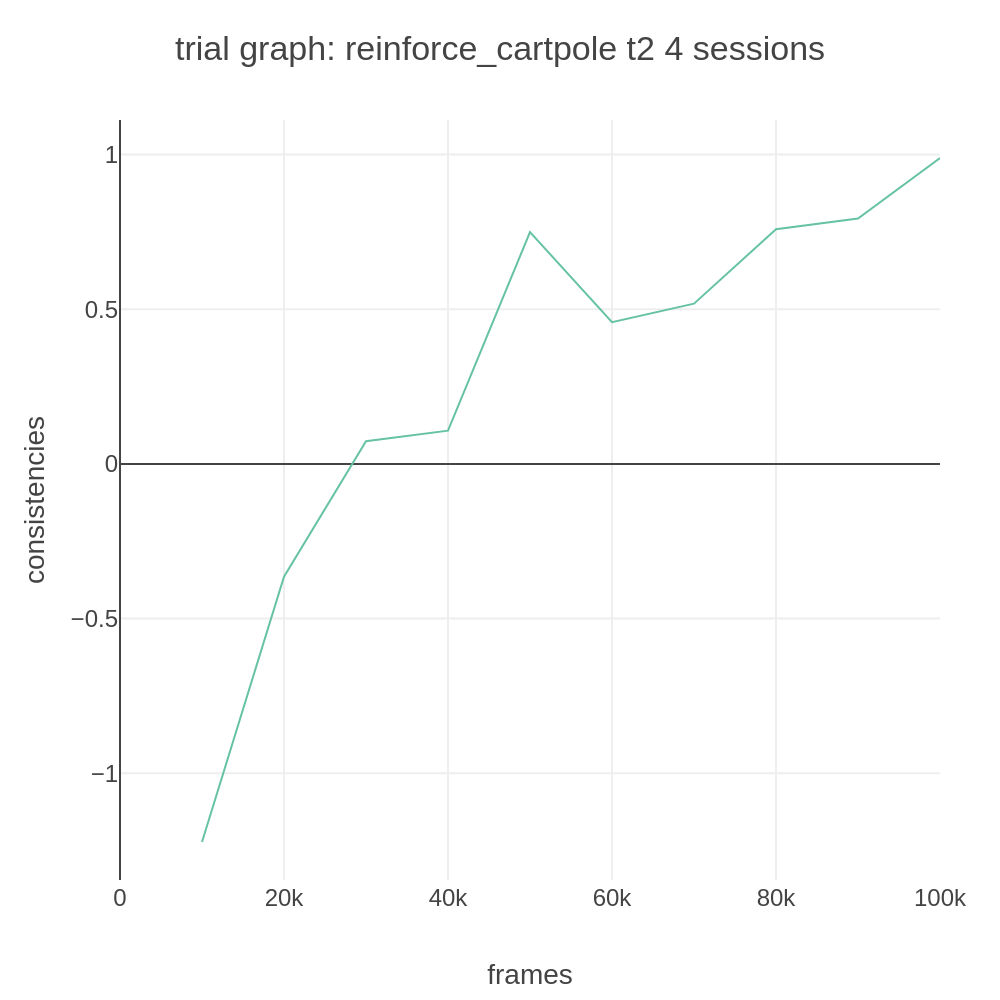 trial graph: reinforce_cartpole t2 4 sessions
1
0.5
0
−0.5
−1
consistencies
0
20k
40k
60k
80k
100k
frames